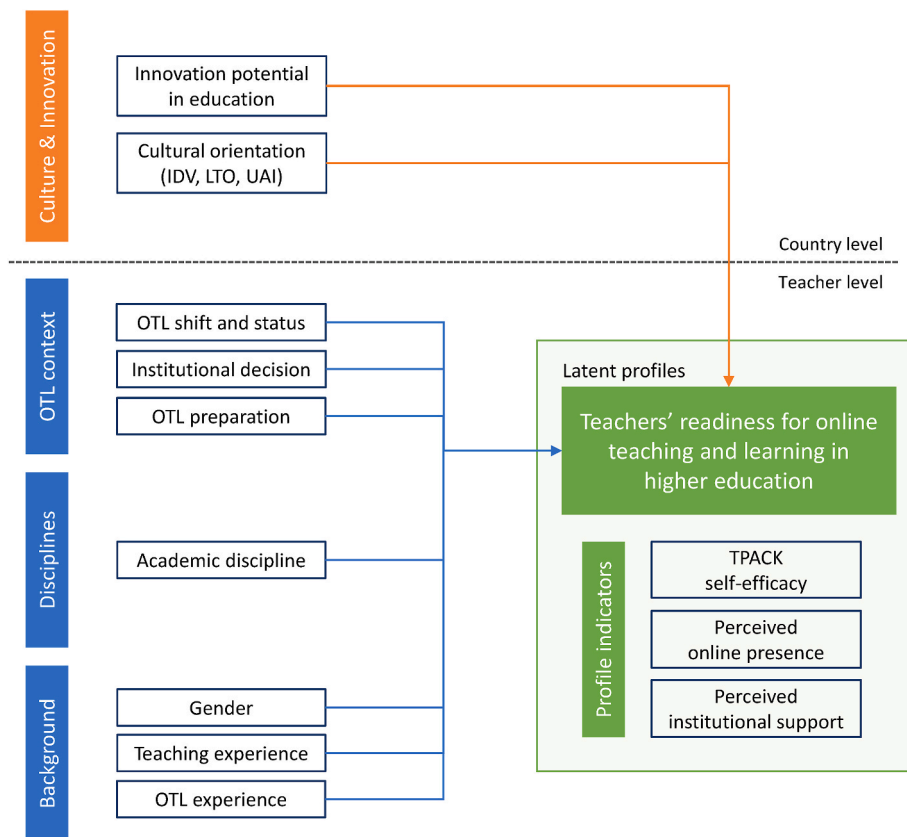 Culture & Innovation
Innovation potential
in education
Cultural orientation
(IDV, LTO, UAI)
Country level
Teacher level
OTL context
OTL shift and status
Institutional decision
OTL preparation
Disciplines
Academic discipline
Background
Gender
Teaching experience
OTL experience
Latent profiles
Teachers’ readiness for online
teaching and learning in
higher education
Profile indicators
TPACK
self-efficacy
Perceived
online presence
Perceived
institutional support